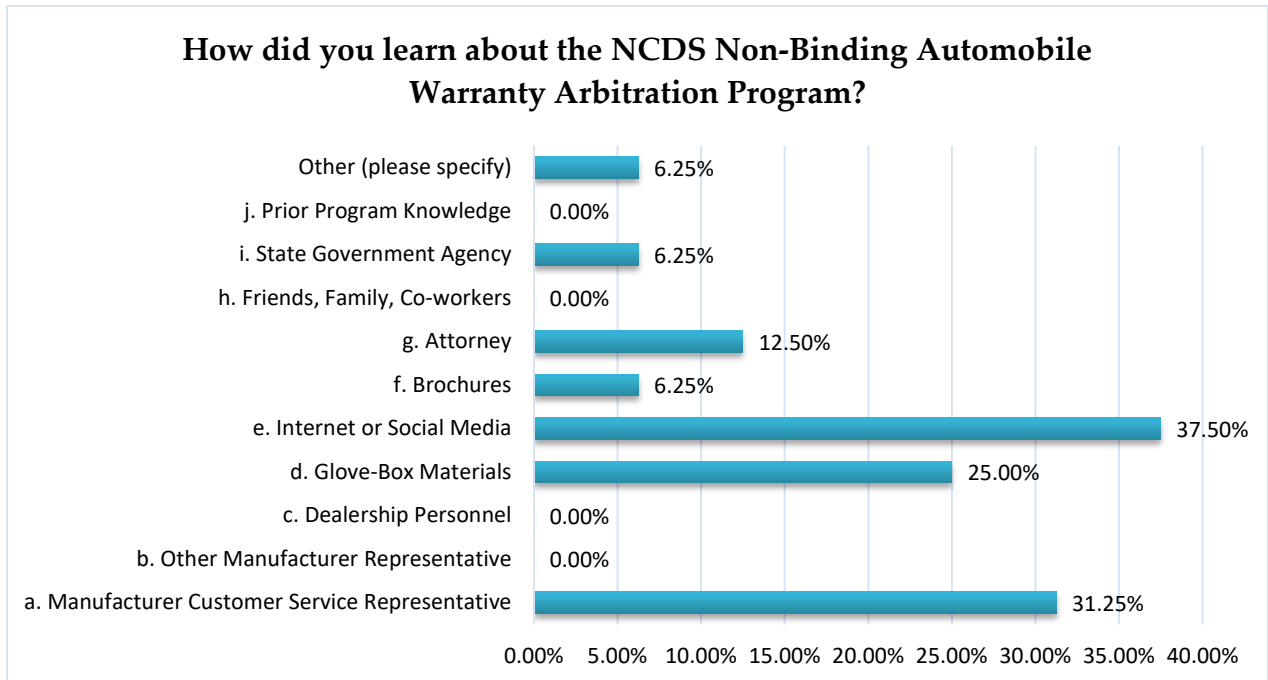 How did you learn about the NCDS Non-Binding Automobile
Warranty Arbitration Program?
Other (please specify) 6.25%
j. Prior Program Knowledge 0.00%
i. State Government Agency 6.25%
h. Friends, Family, Co-workers 0.00%
g. Attorney 12.50%
f. Brochures 6.25%
e. Internet or Social Media 37.50%
d. Glove-Box Materials 25.00%
c. Dealership Personnel 0.00%
b. Other Manufacturer Representative 0.00%
a. Manufacturer Customer Service Representative 31.25%
0.00% 5.00% 10.00% 15.00% 20.00% 25.00% 30.00% 35.00% 40.00%